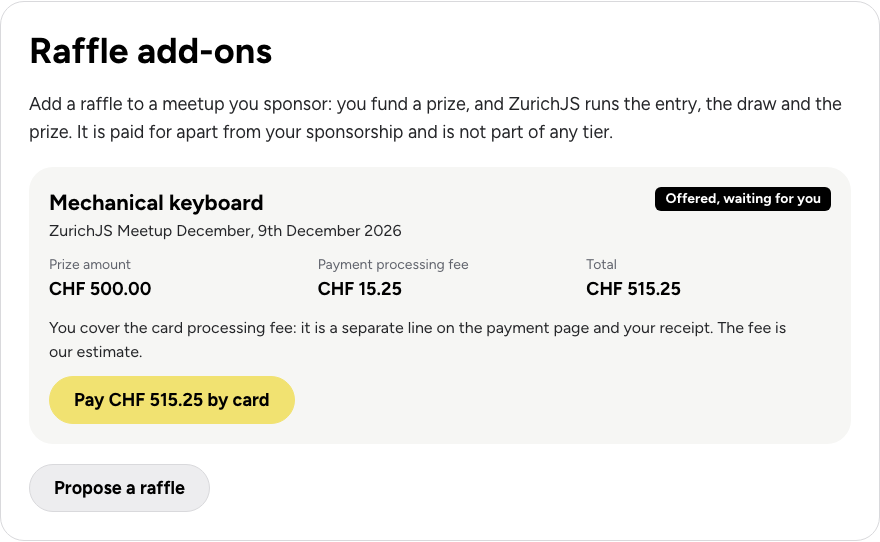 Raffle add-ons
Add a raffle to a meetup you sponsor: you fund a prize, and ZurichJS runs the entry, the draw and the
prize. It is paid for apart from your sponsorship and is not part of any tier.
Mechanical keyboard
Offered, waiting for you
ZurichJS Meetup December, 9th December 2026
Prize amount
CHF 500.00
Payment processing fee
CHF 15.25
Total
CHF 515.25
You cover the card processing fee: it is a separate line on the payment page and your receipt. The fee is
our estimate.
Pay CHF 515.25 by card
Propose a raffle